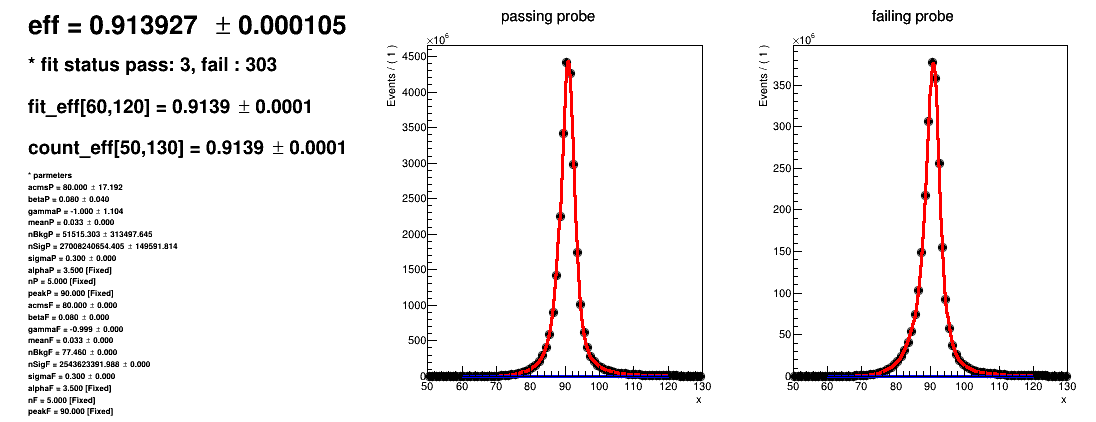 eff = 0.913927 ± 0.000105
* fit status pass: 3, fail : 303
fit_eff[60,120] = 0.9139 ± 0.0001
count_eff[50,130] = 0.9139 ± 0.0001
* parmeters
acmsP = 80.000 ± 17.192
betaP = 0.080 ± 0.040
gammaP = -1.000 ± 1.104
meanP = 0.033 ± 0.000
nBkgP = 51515.303 ± 313497.645
nSigP = 27008240654.405 ± 149591.814
sigmaP = 0.300 ± 0.000
alphaP = 3.500 [Fixed]
nP = 5.000 [Fixed]
peakP = 90.000 [Fixed]
acmsF = 80.000 ± 0.000
betaF = 0.080 ± 0.000
gammaF = -0.999 ± 0.000
meanF = 0.033 ± 0.000
nBkgF = 77.460 ± 0.000
nSigF = 2543623391.988 ± 0.000
sigmaF = 0.300 ± 0.000
alphaF = 3.500 [Fixed]
nF = 5.000 [Fixed]
peakF = 90.000 [Fixed]
passing probe
×10⁶
Events / ( 1 )
4500
4000
3500
3000
2500
2000
1500
1000
500
0
50 60 70 80 90 100 110 120 130
x
failing probe
×10⁶
Events / ( 1 )
350
300
250
200
150
100
50
0
50 60 70 80 90 100 110 120 130
x